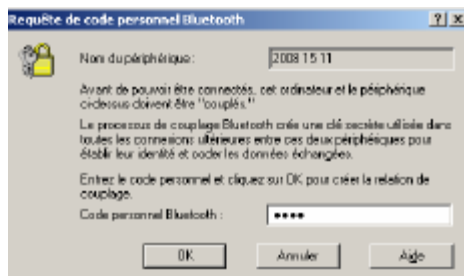 Requête de code personnel Bluetooth
Nom du périphérique :
2008 15 11
Avant de pouvoir être connectés, cet ordinateur et le périphérique
ci-dessus doivent être "couplés."
Le processus de couplage Bluetooth crée une clé secrète utilisée dans
toutes les connexions ultérieures entre ces deux périphériques pour
établir leur identité et coder les données échangées.
Entrez le code personnel et cliquez sur OK pour créer la relation de
couplage.
Code personnel Bluetooth :
••••
OK
Annuler
Aide